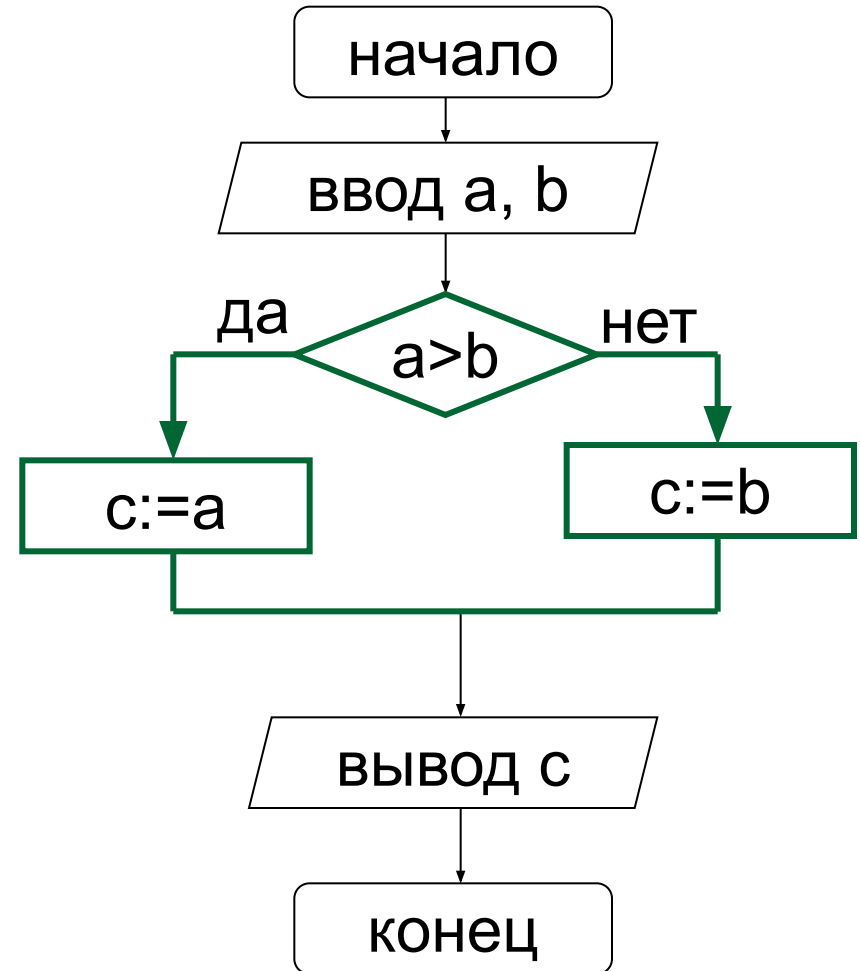 начало
ввод a, b
да
нет
a>b
c:=a
c:=b
вывод c
конец